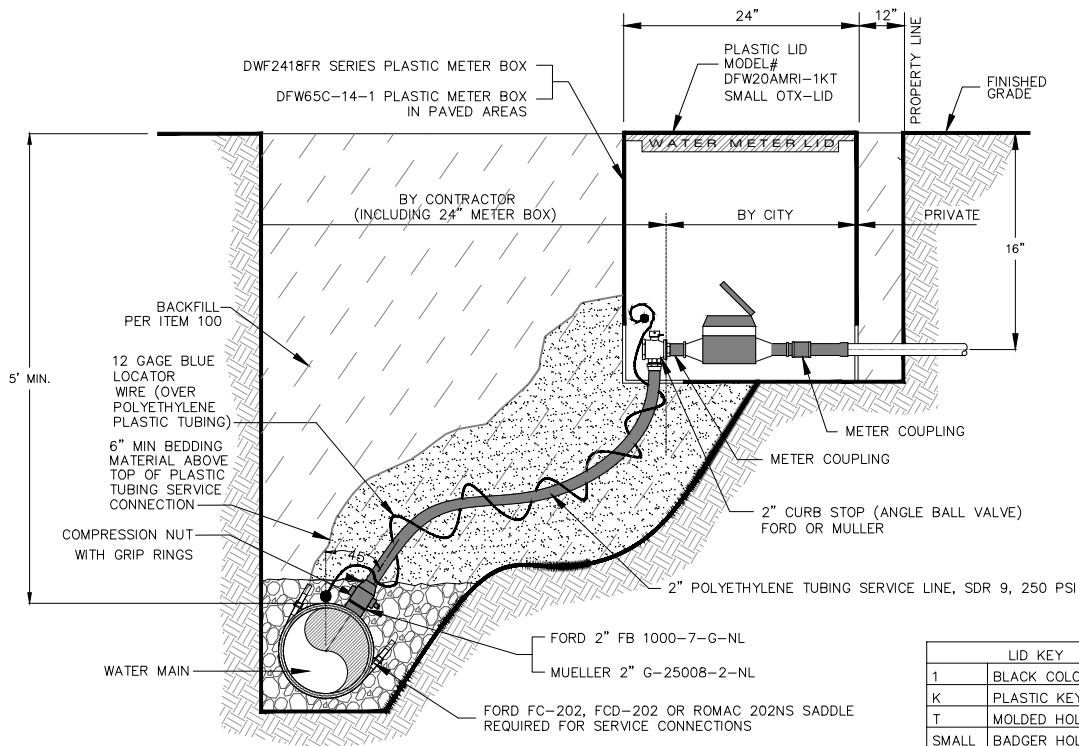 24"
12"
PROPERTY LINE
PLASTIC LID
MODEL#
DFW20AMRI-1KT
SMALL OTX-LID
DWF2418FR SERIES PLASTIC METER BOX
DFW65C-14-1 PLASTIC METER BOX
IN PAVED AREAS
FINISHED
GRADE
WATER METER LID
BY CONTRACTOR
(INCLUDING 24" METER BOX)
BY CITY
PRIVATE
16"
BACKFILL
PER ITEM 100
5' MIN.
12 GAGE BLUE
LOCATOR
WIRE (OVER
POLYETHYLENE
PLASTIC TUBING)
6" MIN BEDDING
MATERIAL ABOVE
TOP OF PLASTIC
TUBING SERVICE
CONNECTION
METER COUPLING
METER COUPLING
2" CURB STOP (ANGLE BALL VALVE)
FORD OR MULLER
COMPRESSION NUT
WITH GRIP RINGS
45°
2" POLYETHYLENE TUBING SERVICE LINE, SDR 9, 250 PSI
FORD 2" FB 1000-7-G-NL
MUELLER 2" G-25008-2-NL
WATER MAIN
FORD FC-202, FCD-202 OR ROMAC 202NS SADDLE
REQUIRED FOR SERVICE CONNECTIONS
LID KEY
1 BLACK COLO
K PLASTIC KEY
T MOLDED HOL
SMALL BADGER HOL